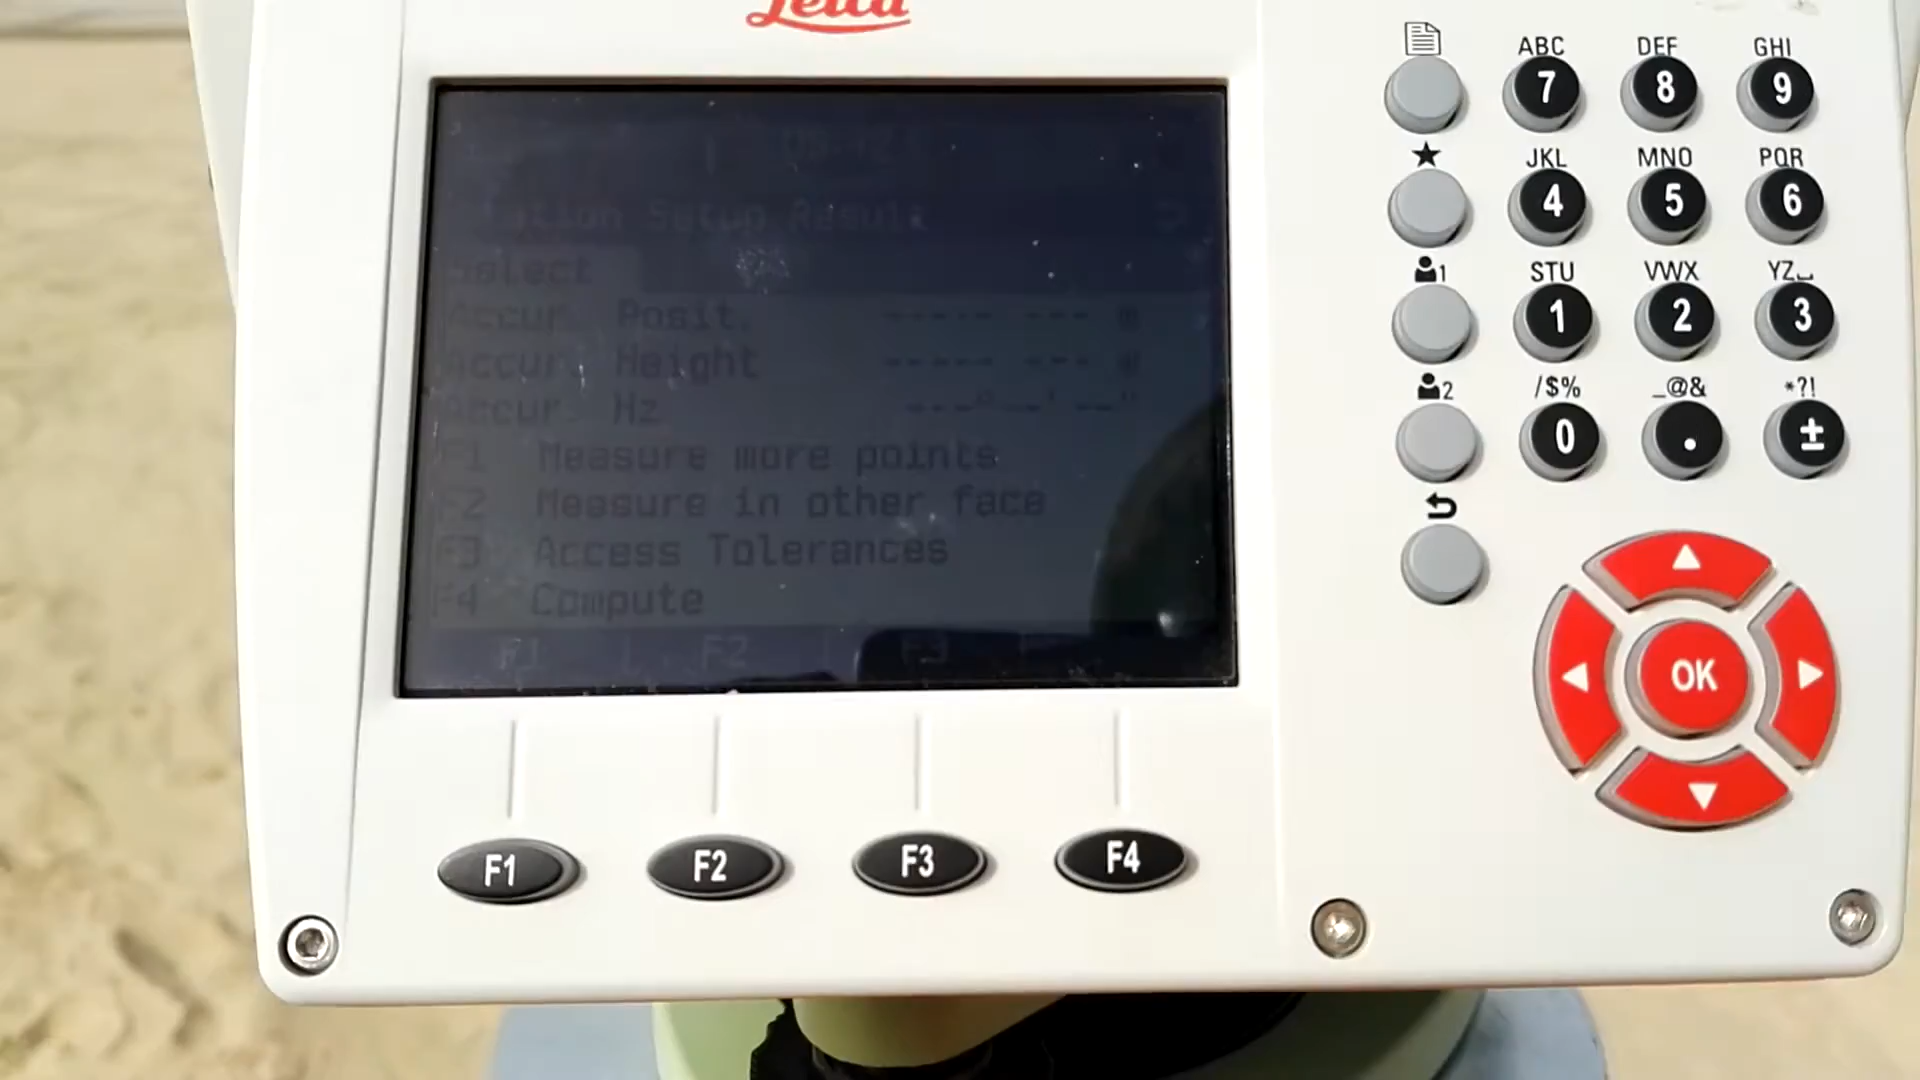 Leica
Station Setup Result
Select
Accur. Posit. ----- --- m
Accur. Height ----- --- m
Accur. Hz ---°--'--"
F1 Measure more points
F2 Measure in other face
F3 Access Tolerances
F4 Compute
F1 F2 F3
F1 F2 F3 F4
ABC DEF GHI
7 8 9
★ JKL MNO PQR
4 5 6
1 STU VWX YZ⎵
1 2 3
2 /$% _@& *?!
0 . ±
OK